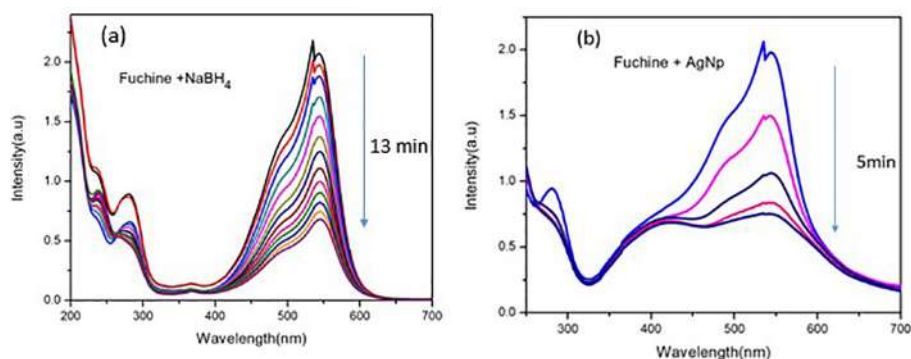 (a)
Fuchine +NaBH4
13 min
Intensity(a.u)
2.0
1.5
1.0
0.5
0.0
200 300 400 500 600 700
Wavelength(nm)
(b)
Fuchine + AgNp
5min
Intensity(a.u)
2.0
1.5
1.0
0.5
0.0
300 400 500 600 700
Wavelength(nm)